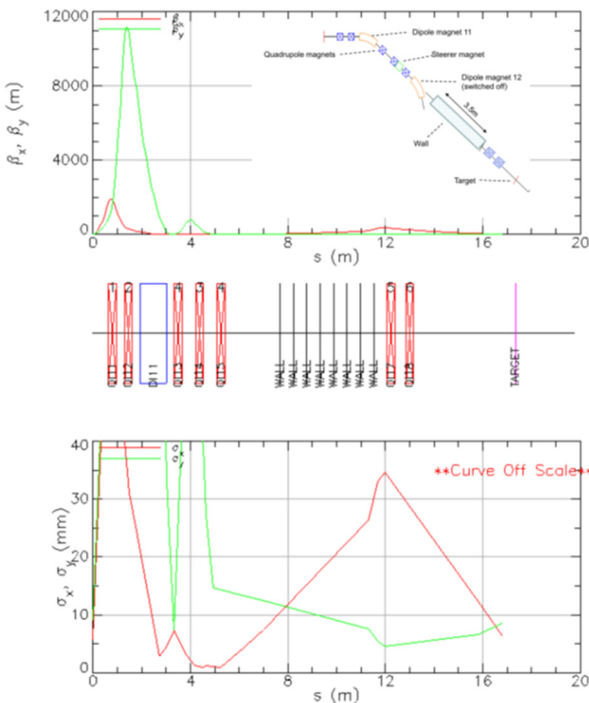 12000
8000
4000
0
βx, βy (m)
0 4 8 12 16 20
s (m)
Dipole magnet 11
Quadrupole magnets
Steerer magnet
Dipole magnet 12
(switched off)
3.5m
Wall
Target
DI11
WALL
WALL
WALL
WALL
WALL
WALL
WALL
WALL
TARGET
40
30
20
10
0
σx, σy (mm)
**Curve Off Scale**
0 4 8 12 16 20
s (m)